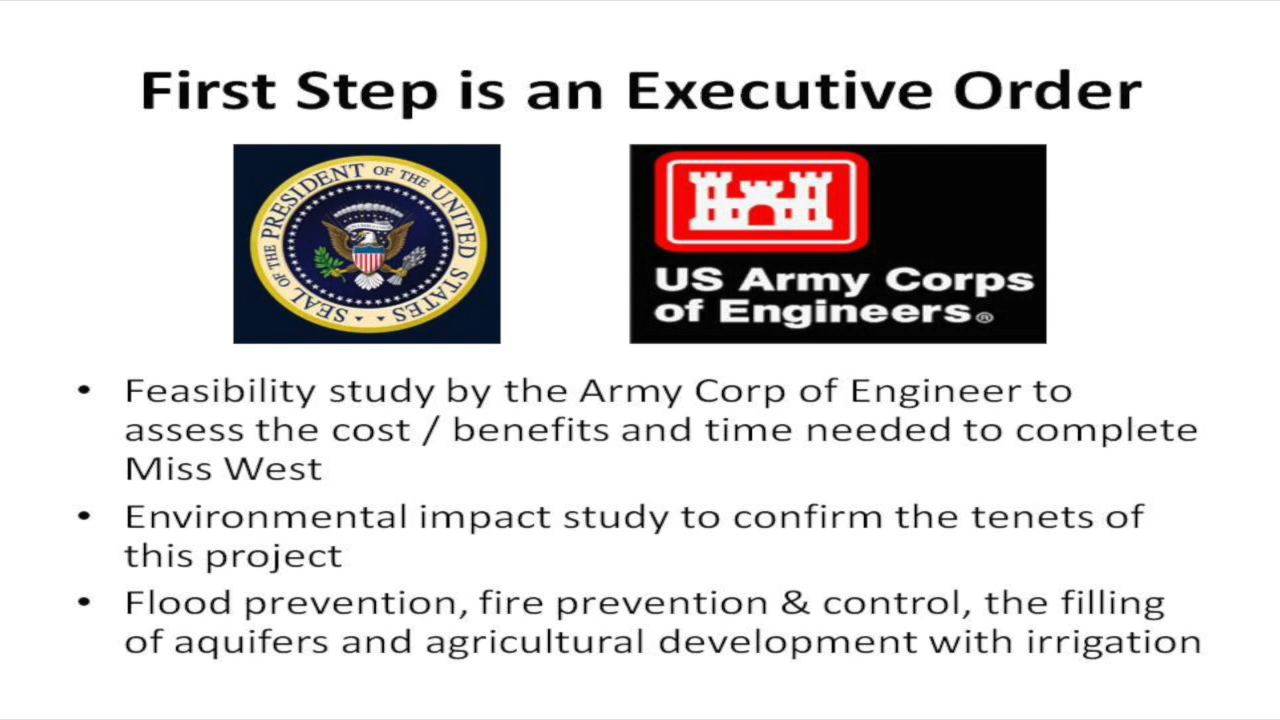 First Step is an Executive Order
SEAL OF THE PRESIDENT OF THE UNITED STATES
US Army Corps
of Engineers®
• Feasibility study by the Army Corp of Engineer to
assess the cost / benefits and time needed to complete
Miss West
• Environmental impact study to confirm the tenets of
this project
• Flood prevention, fire prevention & control, the filling
of aquifers and agricultural development with irrigation